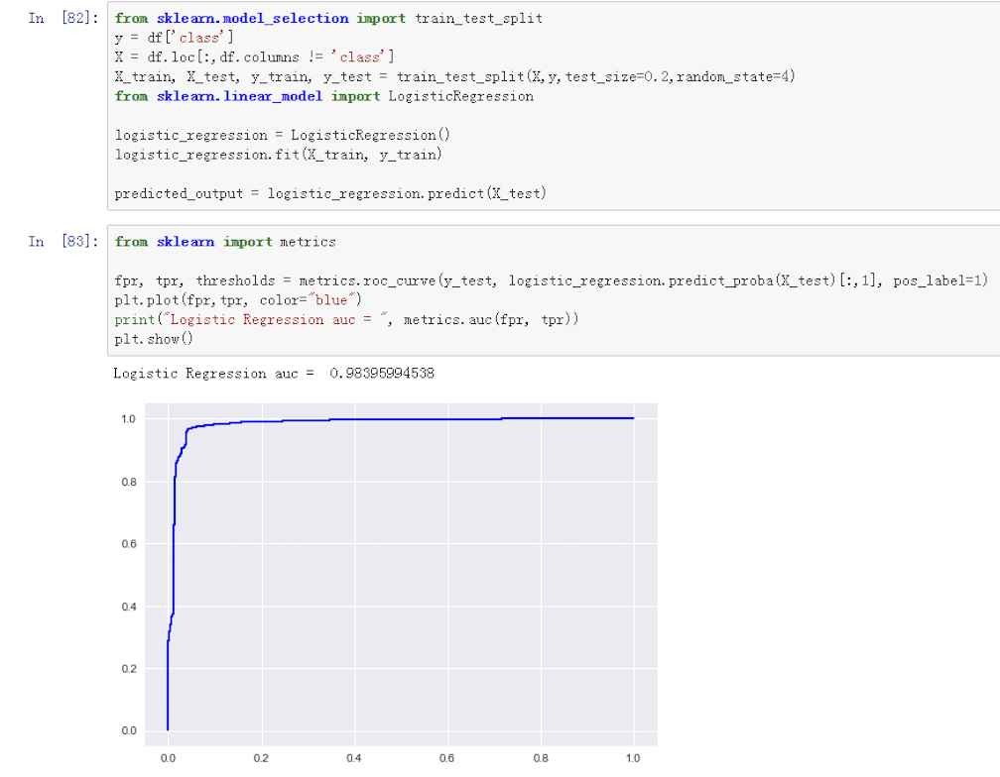 In [82]:
from sklearn.model_selection import train_test_split
y = df['class']
X = df.loc[:,df.columns != 'class']
X_train, X_test, y_train, y_test = train_test_split(X,y,test_size=0.2,random_state=4)
from sklearn.linear_model import LogisticRegression
logistic_regression = LogisticRegression()
logistic_regression.fit(X_train, y_train)
predicted_output = logistic_regression.predict(X_test)
In [83]:
from sklearn import metrics
fpr, tpr, thresholds = metrics.roc_curve(y_test, logistic_regression.predict_proba(X_test)[:,1], pos_label=1)
plt.plot(fpr,tpr, color="blue")
print("Logistic Regression auc = ", metrics.auc(fpr, tpr))
plt.show()
Logistic Regression auc =  0.98395994538
1.0
0.8
0.6
0.4
0.2
0.0
0.0 0.2 0.4 0.6 0.8 1.0